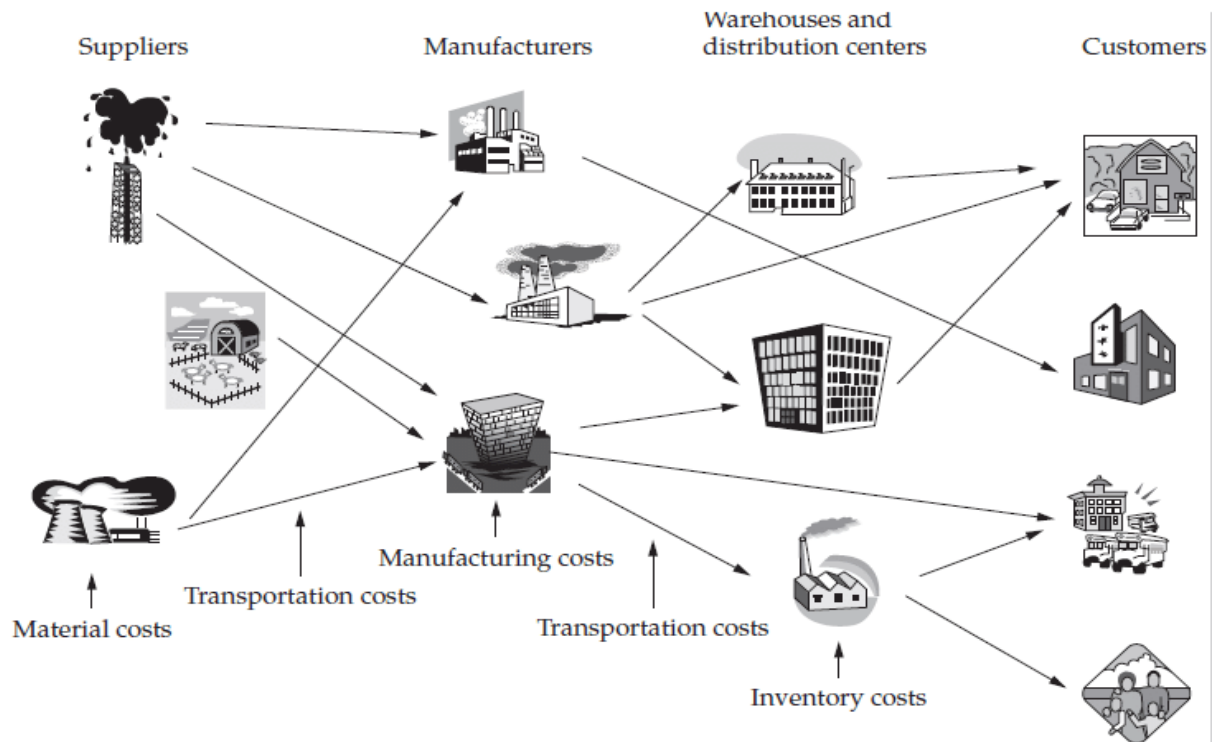 Suppliers
Manufacturers
Warehouses and
distribution centers
Customers
Material costs
Transportation costs
Manufacturing costs
Transportation costs
Inventory costs